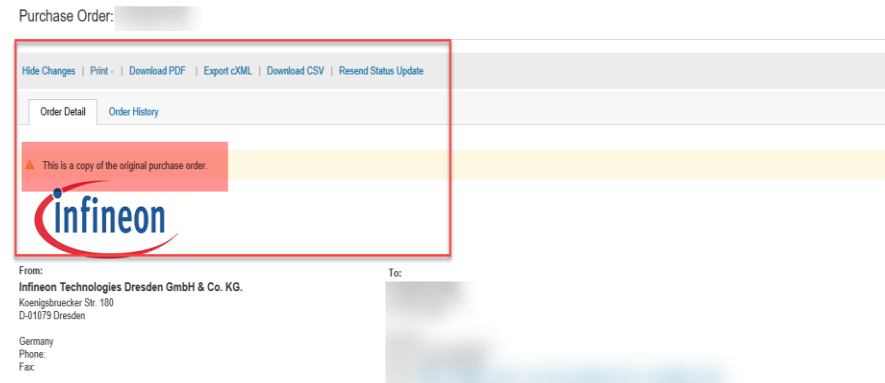 Purchase Order:
Hide Changes | Print | Download PDF | Export cXML | Download CSV | Resend Status Update
Order Detail Order History
This is a copy of the original purchase order.
infineon
From: To:
Infineon Technologies Dresden GmbH & Co. KG.
Koenigsbruecker Str. 180
D-01079 Dresden
Germany
Phone:
Fax: